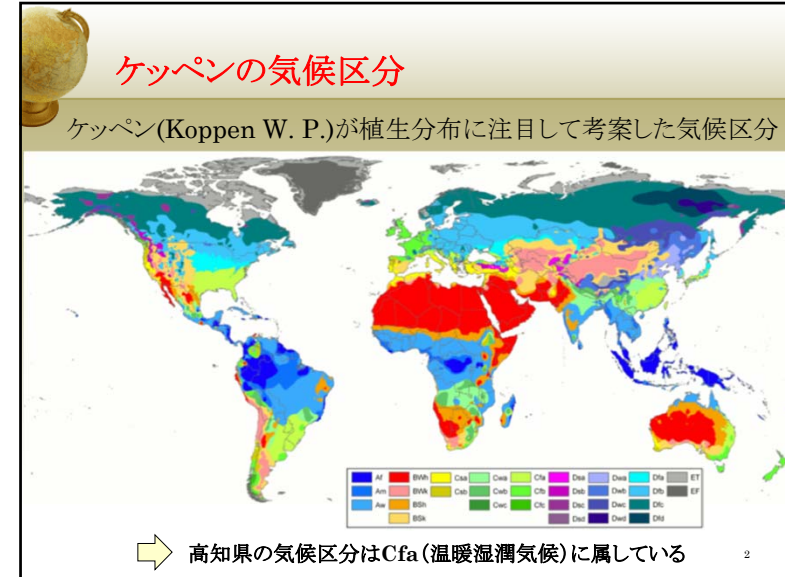 ケッペンの気候区分
ケッペン(Koppen W. P.)が植生分布に注目して考案した気候区分
Af BWh Csa Cwa Cfa Dsa Dwa Dfa ET
Am BWk Csb Cwb Cfb Dsb Dwb Dfb EF
Aw BSh Cwc Cfc Dsc Dwc Dfc
BSk Dsd Dwd Dfd
高知県の気候区分はCfa(温暖湿潤気候)に属している
2